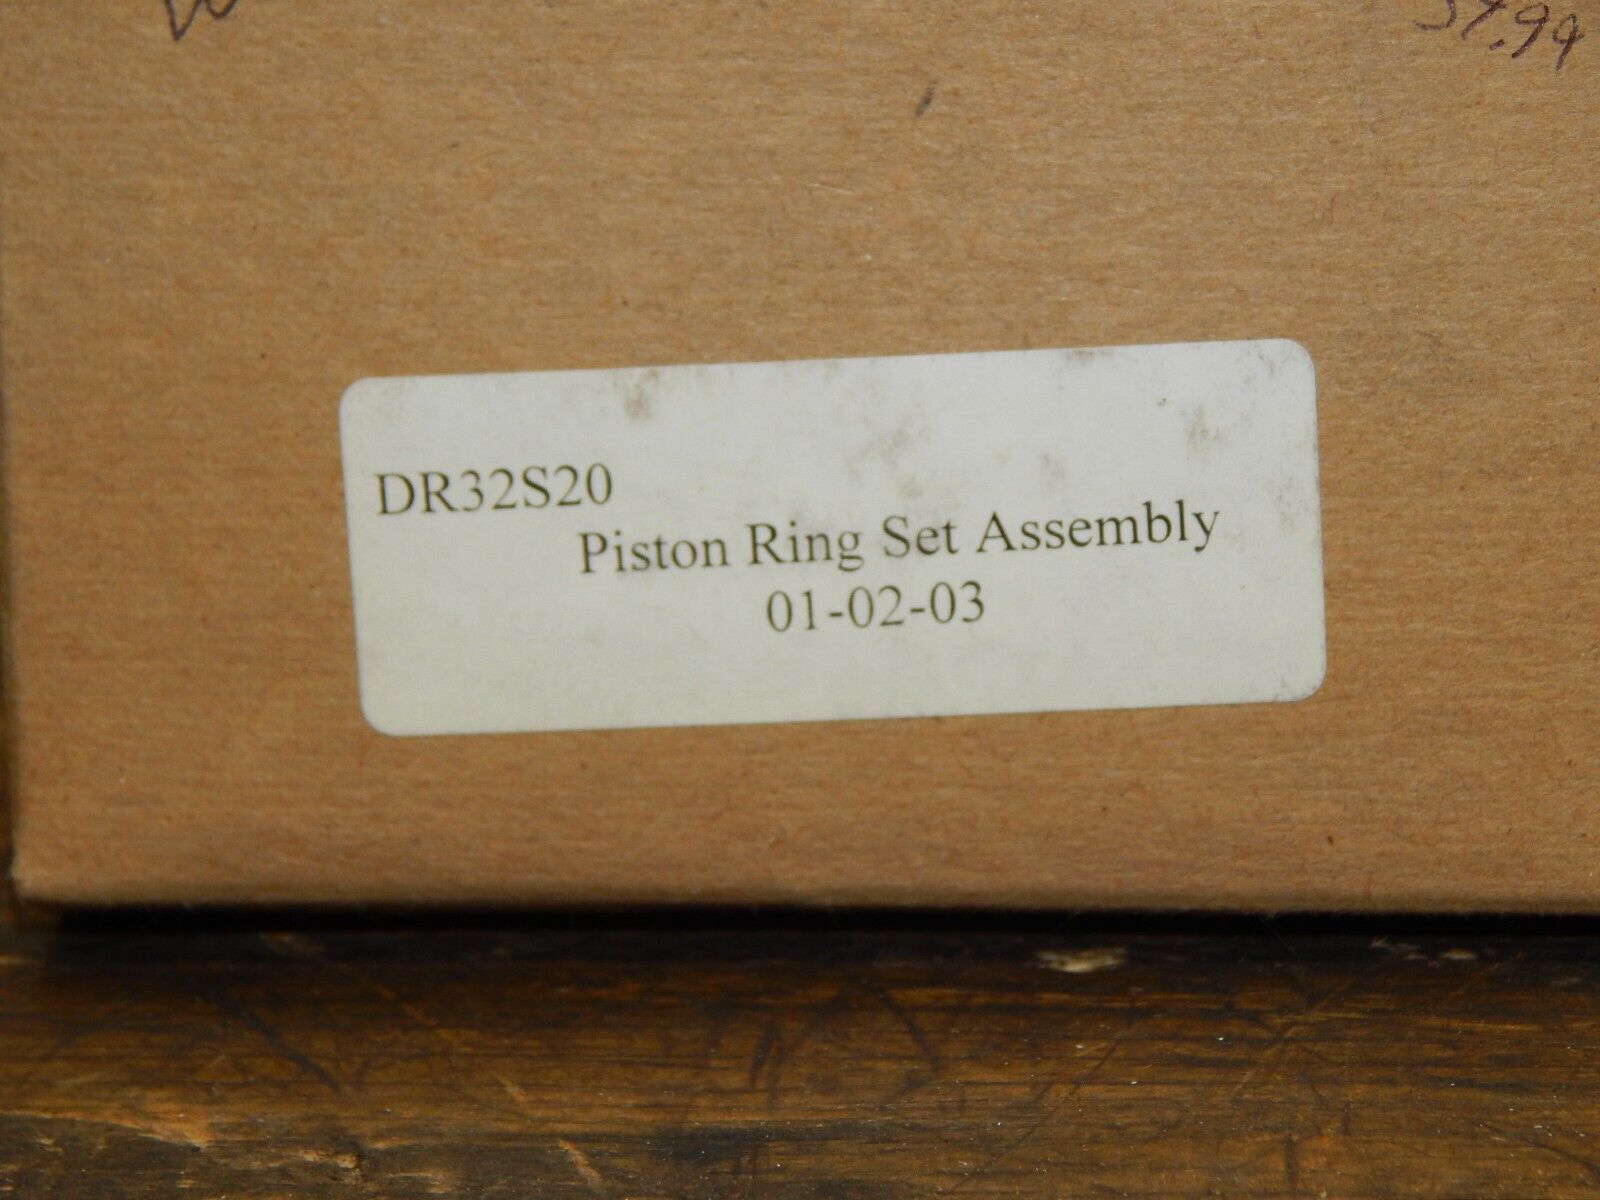 DR32S20
Piston Ring Set Assembly
01-02-03